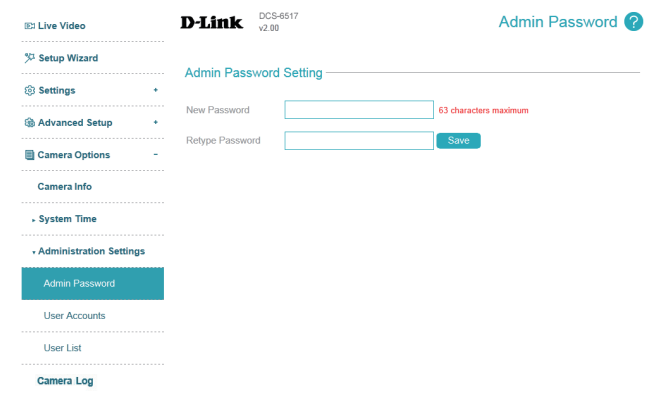 Live Video
Setup Wizard
Settings +
Advanced Setup +
Camera Options -
Camera Info
System Time
Administration Settings
Admin Password
User Accounts
User List
Camera Log
D-Link
DCS-6517
v2.00
Admin Password ?
Admin Password Setting
New Password 63 characters maximum
Retype Password Save